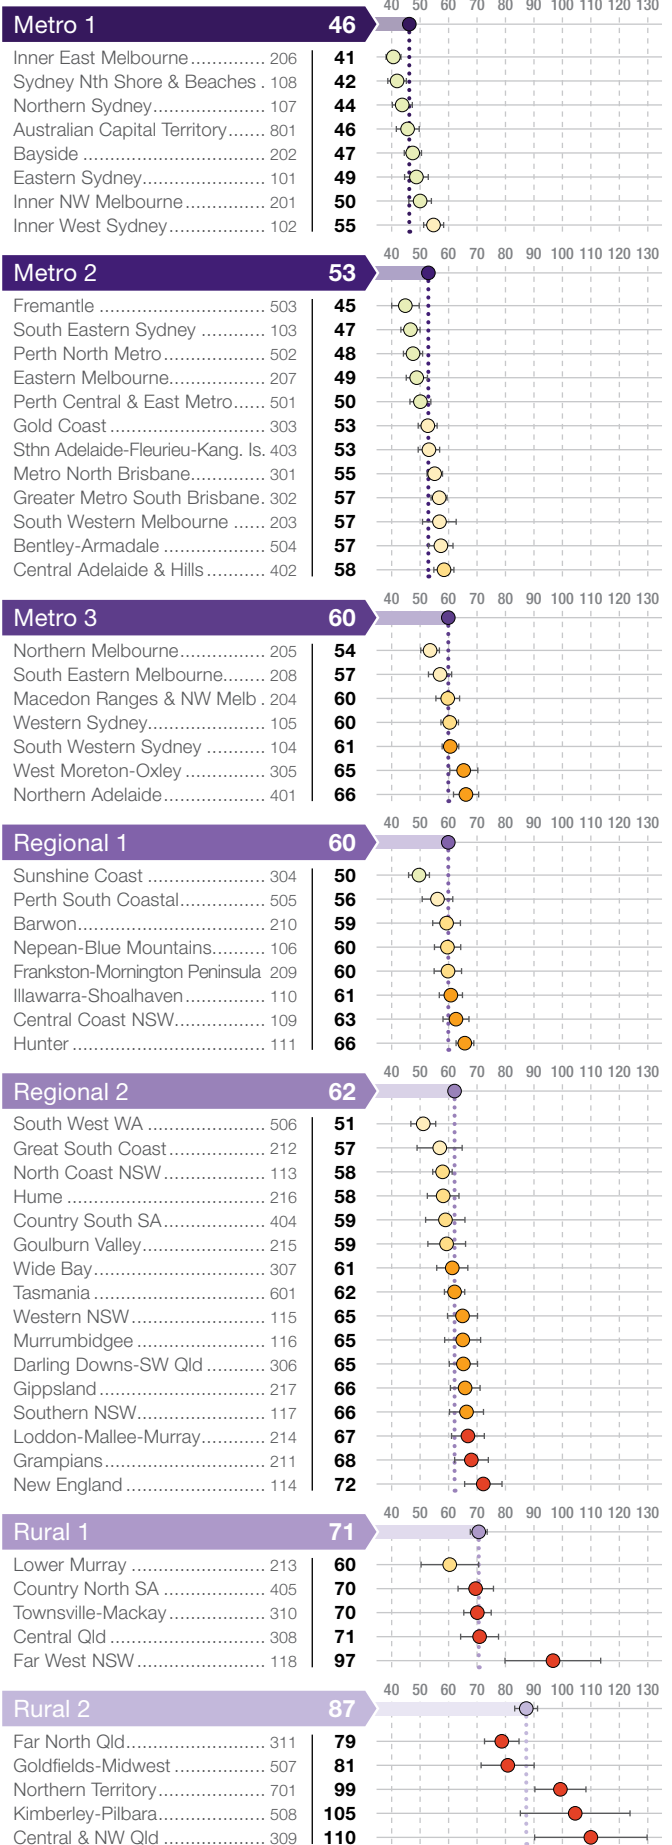 40 50 60 70 80 90 100 110 120 130
Metro 1 46
Inner East Melbourne ............. 206 41
Sydney Nth Shore & Beaches . 108 42
Northern Sydney ..................... 107 44
Australian Capital Territory ....... 801 46
Bayside ................................ 202 47
Eastern Sydney ...................... 101 49
Inner NW Melbourne ............... 201 50
Inner West Sydney .................. 102 55
40 50 60 70 80 90 100 110 120 130
Metro 2 53
Fremantle ............................. 503 45
South Eastern Sydney ............ 103 47
Perth North Metro ................... 502 48
Eastern Melbourne .................. 207 49
Perth Central & East Metro ...... 501 50
Gold Coast ............................ 303 53
Sthn Adelaide-Fleurieu-Kang. Is. 403 53
Metro North Brisbane .............. 301 55
Greater Metro South Brisbane . 302 57
South Western Melbourne ...... 203 57
Bentley-Armadale .................. 504 57
Central Adelaide & Hills ........... 402 58
40 50 60 70 80 90 100 110 120 130
Metro 3 60
Northern Melbourne ................ 205 54
South Eastern Melbourne ........ 208 57
Macedon Ranges & NW Melb . 204 60
Western Sydney ..................... 105 60
South Western Sydney ........... 104 61
West Moreton-Oxley .............. 305 65
Northern Adelaide .................. 401 66
40 50 60 70 80 90 100 110 120 130
Regional 1 60
Sunshine Coast ..................... 304 50
Perth South Coastal ................ 505 56
Barwon ................................. 210 59
Nepean-Blue Mountains .......... 106 60
Frankston-Mornington Peninsula 209 60
Illawarra-Shoalhaven .............. 110 61
Central Coast NSW ................. 109 63
Hunter .................................. 111 66
40 50 60 70 80 90 100 110 120 130
Regional 2 62
South West WA ..................... 506 51
Great South Coast ................. 212 57
North Coast NSW .................. 113 58
Hume ................................... 216 58
Country South SA .................. 404 59
Goulburn Valley ...................... 215 59
Wide Bay .............................. 307 61
Tasmania .............................. 601 62
Western NSW ........................ 115 65
Murrumbidgee ....................... 116 65
Darling Downs-SW Qld ........... 306 65
Gippsland ............................. 217 66
Southern NSW ....................... 117 66
Loddon-Mallee-Murray ............ 214 67
Grampians ............................. 211 68
New England ......................... 114 72
40 50 60 70 80 90 100 110 120 130
Rural 1 71
Lower Murray ........................ 213 60
Country North SA .................. 405 70
Townsville-Mackay ................. 310 70
Central Qld ............................ 308 71
Far West NSW ....................... 118 97
40 50 60 70 80 90 100 110 120 130
Rural 2 87
Far North Qld ......................... 311 79
Goldfields-Midwest ................ 507 81
Northern Territory ................... 701 99
Kimberley-Pilbara ................... 508 105
Central & NW Qld .................. 309 110